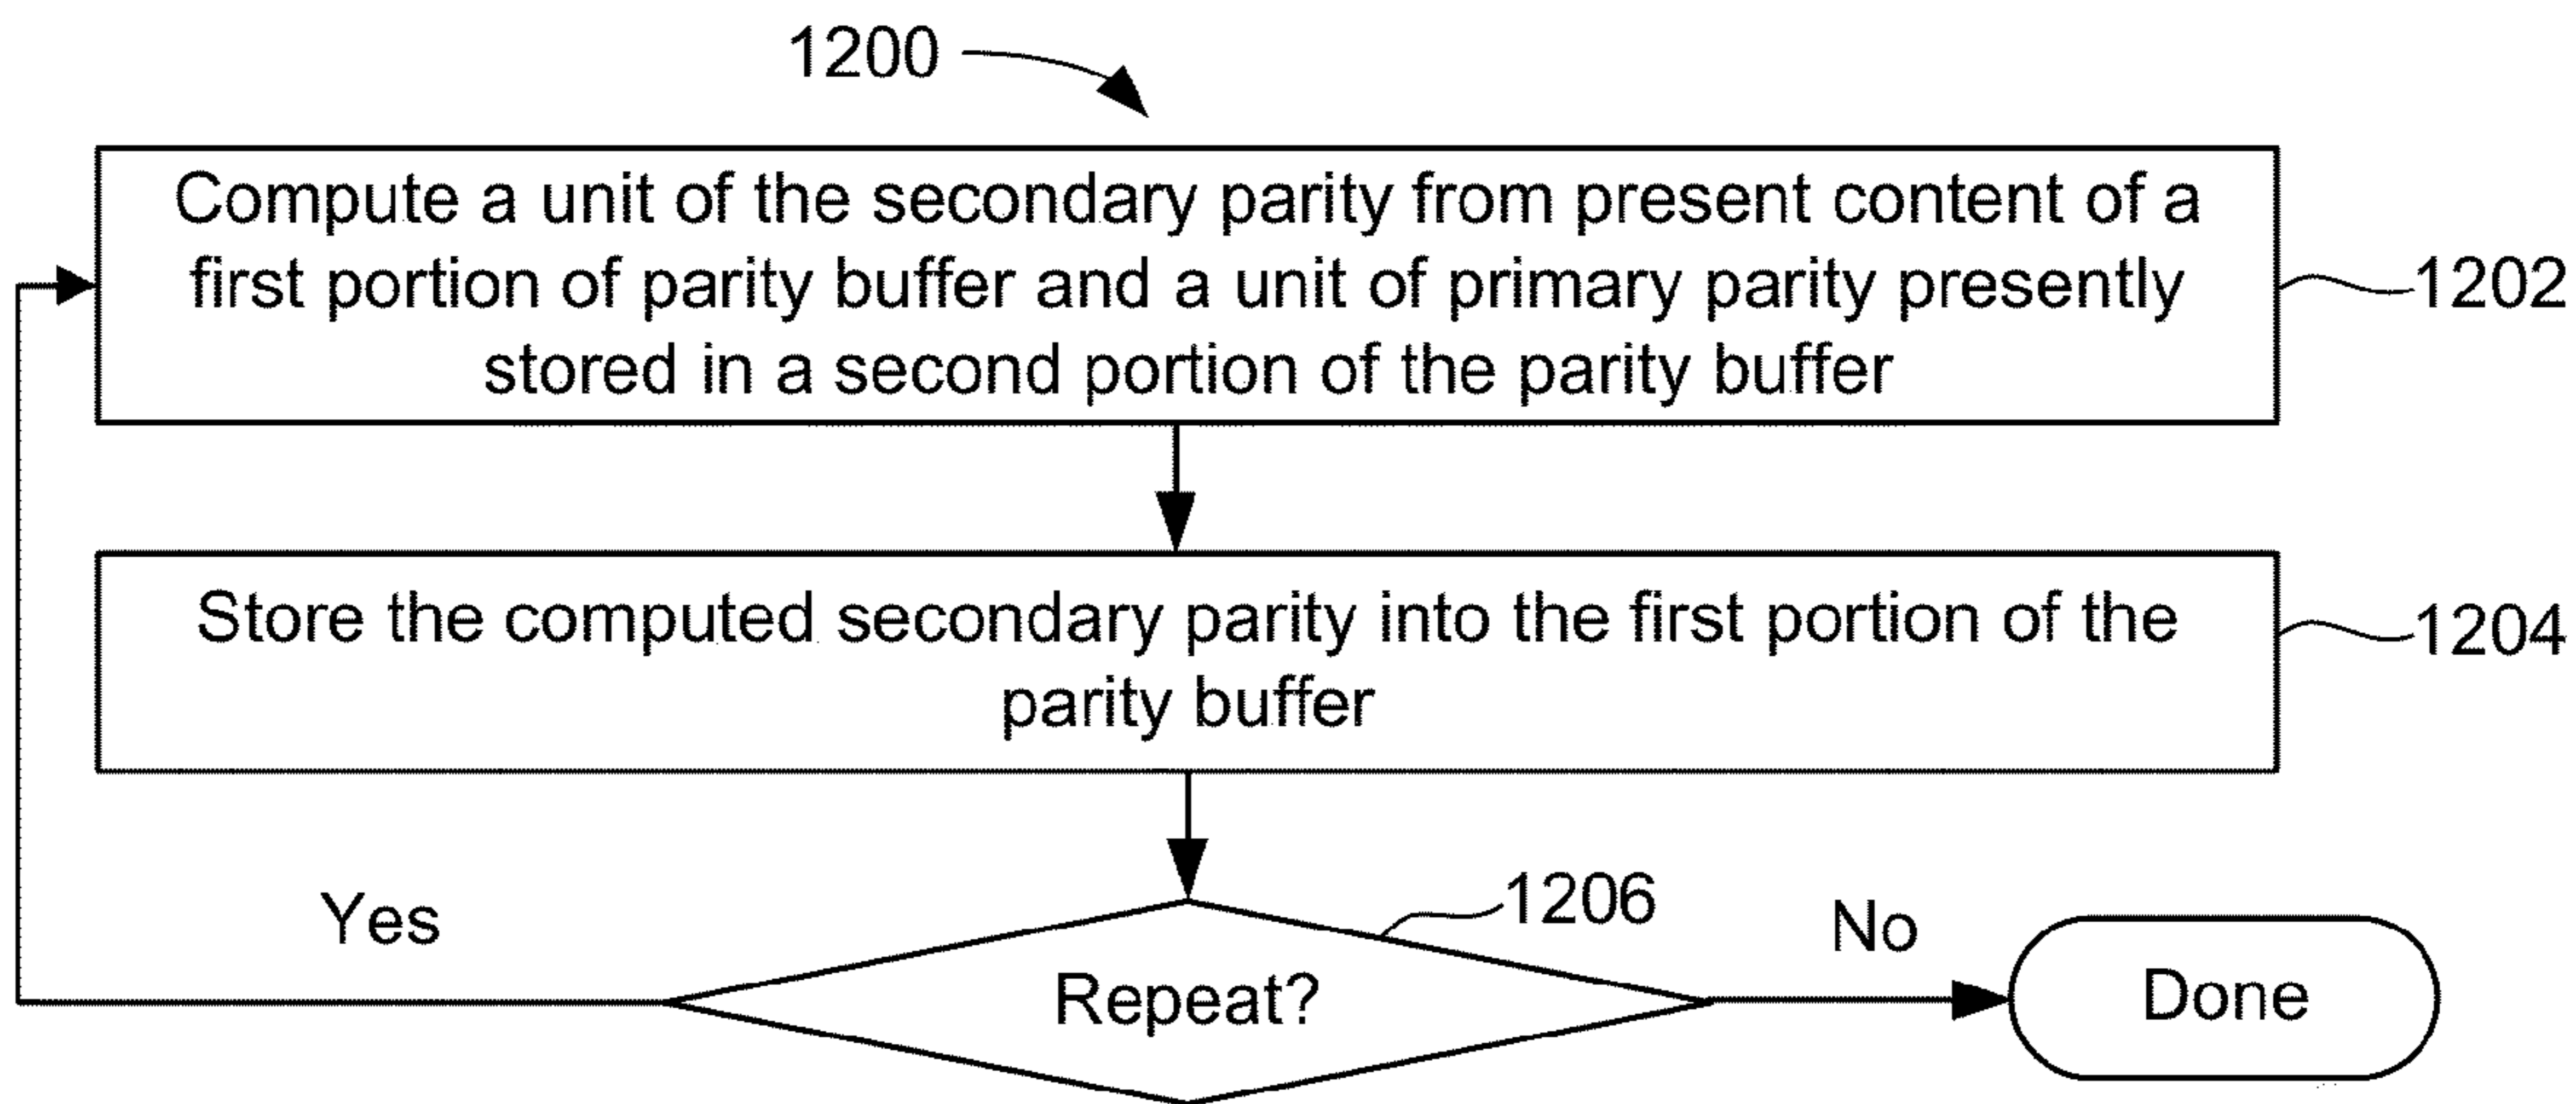 1200
Compute a unit of the secondary parity from present content of a
first portion of parity buffer and a unit of primary parity presently
stored in a second portion of the parity buffer
1202
Store the computed secondary parity into the first portion of the
parity buffer
1204
1206
Yes
Repeat?
No
Done